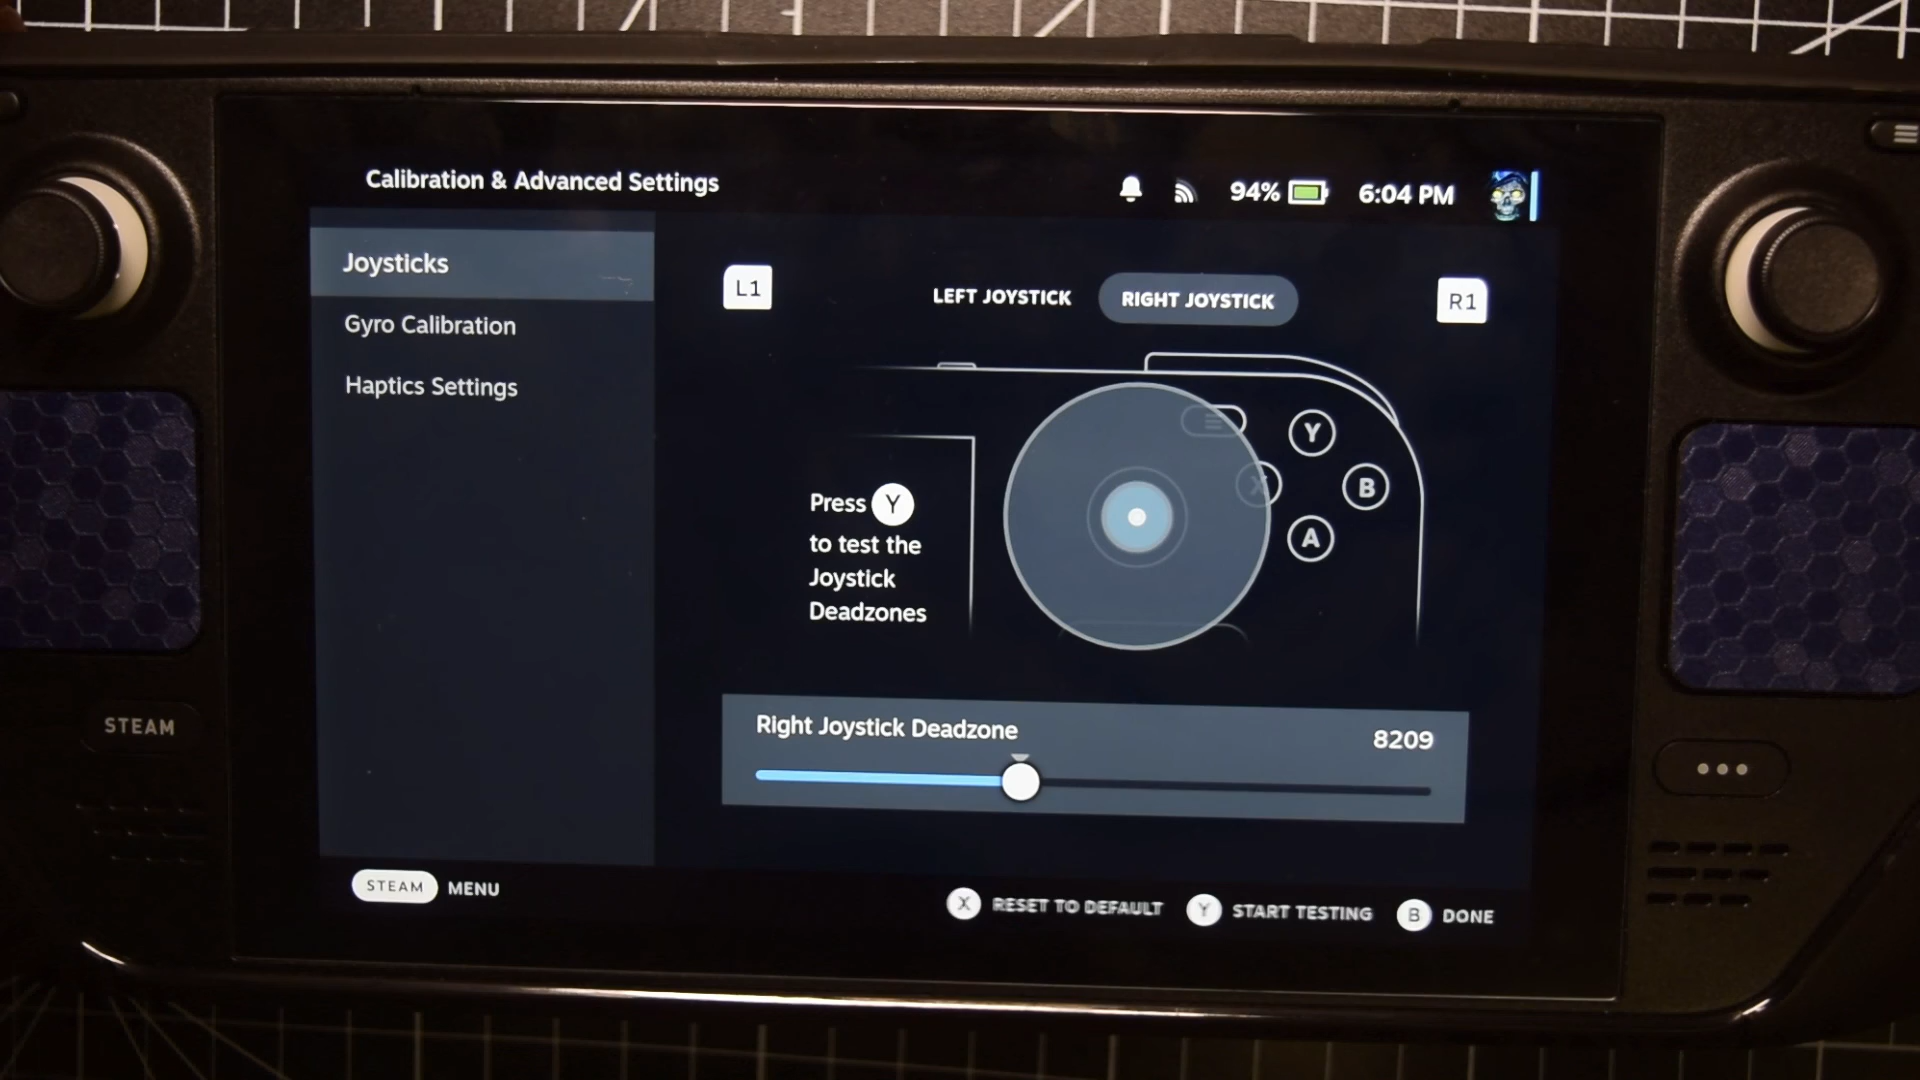 Calibration & Advanced Settings
94%
6:04 PM
Joysticks
Gyro Calibration
Haptics Settings
L1
LEFT JOYSTICK
RIGHT JOYSTICK
R1
Y
X
B
A
Press Y
to test the
Joystick
Deadzones
Right Joystick Deadzone
8209
STEAM
STEAM MENU
X RESET TO DEFAULT
Y START TESTING
B DONE